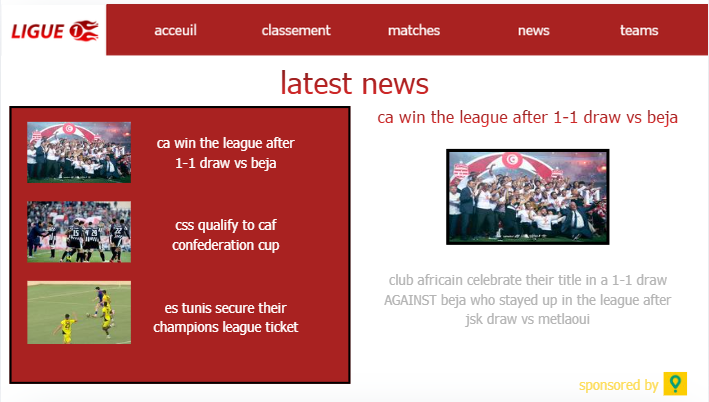 LIGUE 1
acceuil
classement
matches
news
teams
latest news
ca win the league after
1-1 draw vs beja
css qualify to caf
confederation cup
es tunis secure their
champions league ticket
ca win the league after 1-1 draw vs beja
club africain celebrate their title in a 1-1 draw
AGAINST beja who stayed up in the league after
jsk draw vs metlaoui
sponsored by